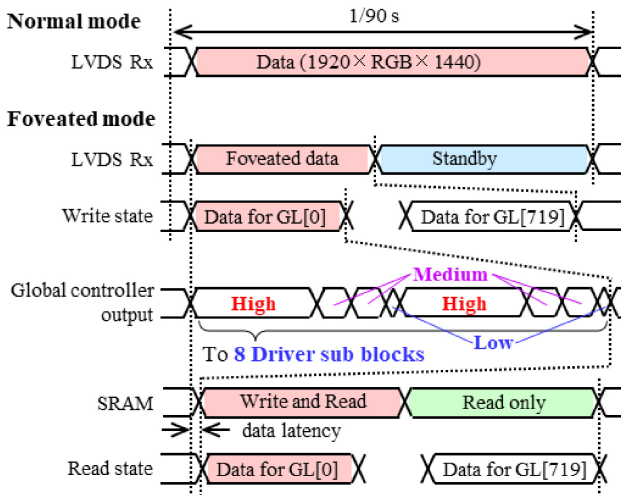 Normal mode
1/90 s
LVDS Rx
Data (1920× RGB× 1440)
Foveated mode
LVDS Rx
Foveated data
Standby
Write state
Data for GL[0]
Data for GL[719]
Medium
Global controller
output
High
High
Low
To 8 Driver sub blocks
SRAM
Write and Read
Read only
data latency
Read state
Data for GL[0]
Data for GL[719]